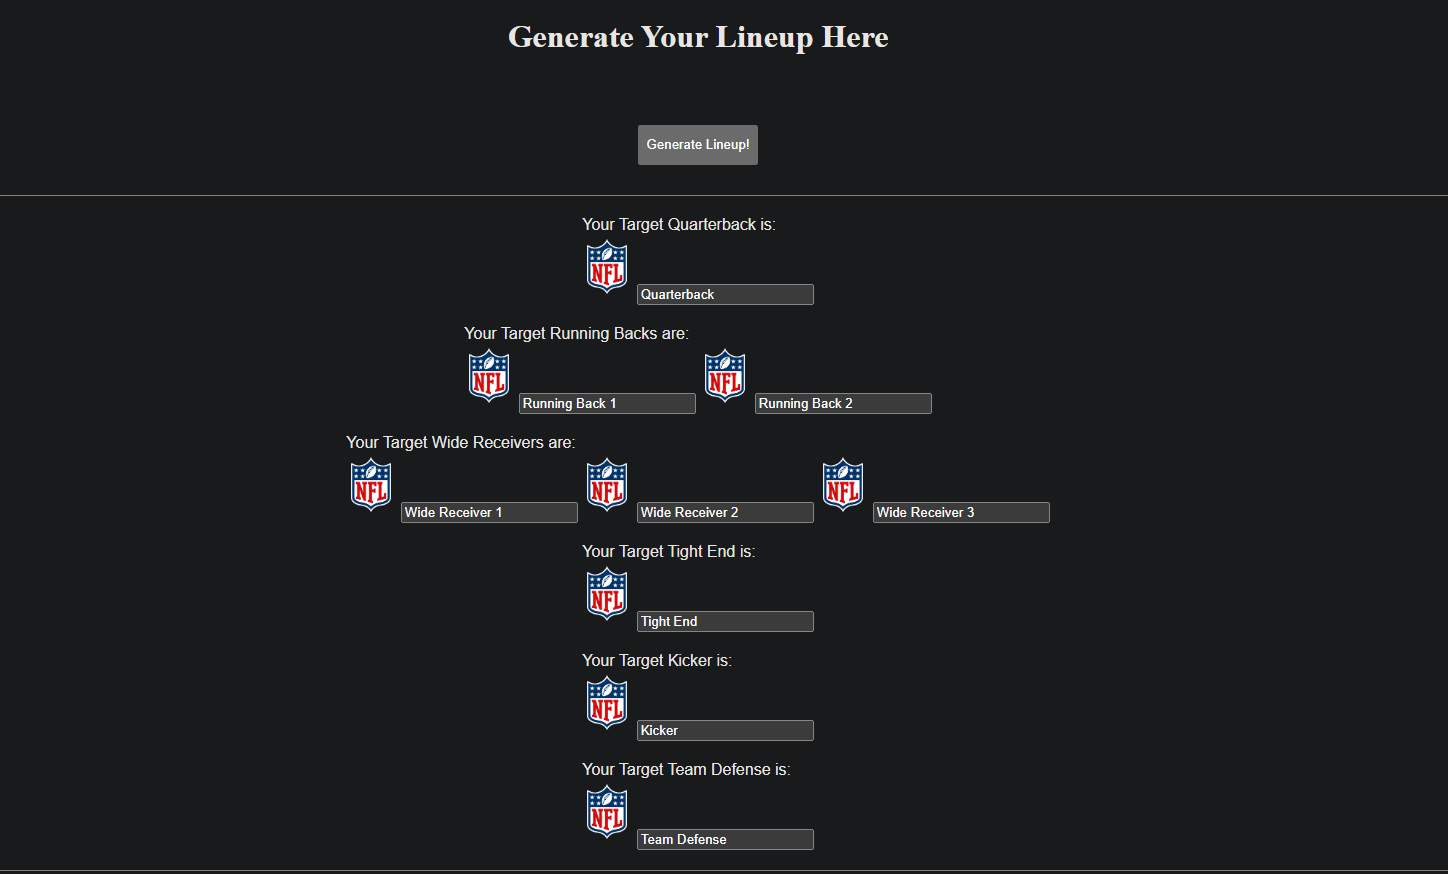 Generate Your Lineup Here
Generate Lineup!
Your Target Quarterback is:
NFL
Quarterback
Your Target Running Backs are:
NFL NFL
Running Back 1 Running Back 2
Your Target Wide Receivers are:
NFL NFL NFL
Wide Receiver 1 Wide Receiver 2 Wide Receiver 3
Your Target Tight End is:
NFL
Tight End
Your Target Kicker is:
NFL
Kicker
Your Target Team Defense is:
NFL
Team Defense